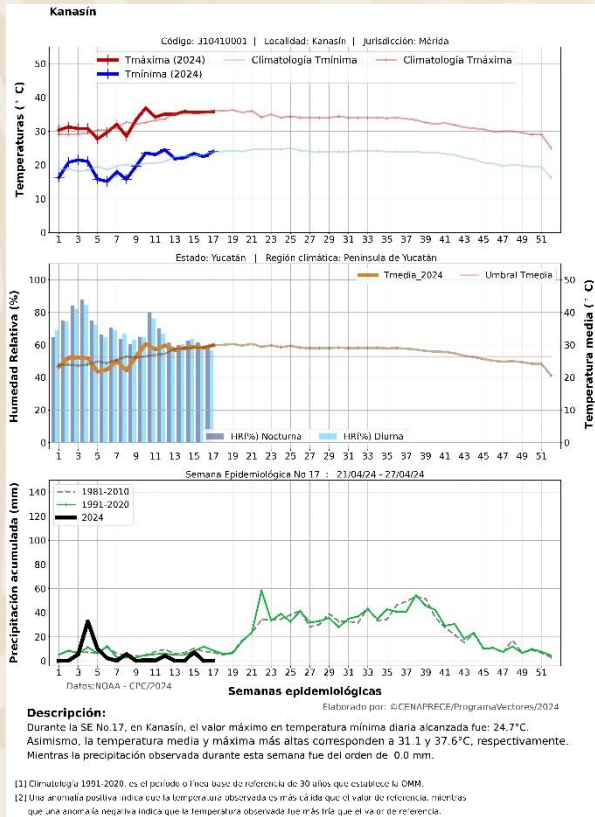 Kanasín
Código: 310410001 | Localidad: Kanasín | Jurisdicción: Mérida
Tmáxima (2024)
Climatología Tmínima
Climatología Tmáxima
Tmínima (2024)
Temperaturas (° C)
50
40
30
20
10
0
1 3 5 7 9 11 13 15 17 19 21 23 25 27 29 31 33 35 37 39 41 43 45 47 49 51
Estado: Yucatán | Región climática: Peninsula de Yucatán
Tmedia_2024
Umbral Tmedia
Humedad Relativa (%)
100
80
60
40
20
0
Temperatura media (° C)
50
40
30
20
10
0
HR(%) Nocturna
HR(%) Diurna
1 3 5 7 9 11 13 15 17 19 21 23 25 27 29 31 33 35 37 39 41 43 45 47 49 51
Semana Epidemiológica No 17 : 21/04/24 - 27/04/24
1981-2010
1991-2020
2024
Precipitación acumulada (mm)
140
120
100
80
60
40
20
0
1 3 5 7 9 11 13 15 17 19 21 23 25 27 29 31 33 35 37 39 41 43 45 47 49 51
Datos:NOAA - CPC/2024
Semanas epidemiológicas
Elaborado por: ©CENAPRECE/ProgramaVectores/2024
Descripción:
Durante la SE No.17, en Kanasín, el valor máximo en temperatura mínima diaria alcanzada fue: 24.7°C.
Asimismo, la temperatura media y máxima más altas corresponden a 31.1 y 37.6°C, respectivamente.
Mientras la precipitación observada durante esta semana fue del orden de 0.0 mm.
[1] Climatología 1991-2020, es el período o línea base de referencia de 30 años que establece la OMM.
[2] Una anomalía positiva indica que la temperatura observada es más cálida que el valor de referencia, mientras
que una anomalía negativa indica que la temperatura observada fue más fría que el valor de referencia.